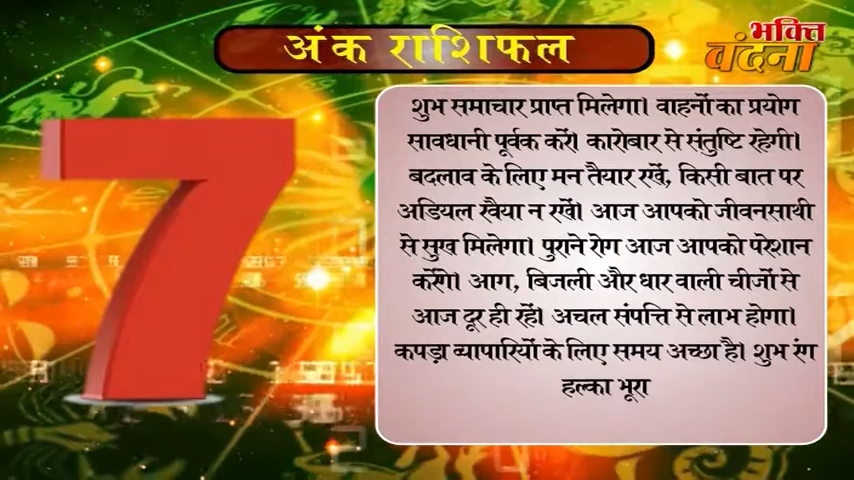 अंक राशिफल
भक्ति
वंदना
7
शुभ समाचार प्राप्त मिलेगा। वाहनों का प्रयोग
सावधानी पूर्वक करें। कारोबार से संतुष्टि रहेगी।
बदलाव के लिए मन तैयार रखें, किसी बात पर
अडियल रवैया न रखें। आज आपको जीवनसाथी
से सुख मिलेगा। पुराने रोग आज आपको परेशान
करेंगे। आग, बिजली और धार वाली चीजों से
आज दूर ही रहें। अचल संपत्ति से लाभ होगा।
कपड़ा व्यापारियों के लिए समय अच्छा है। शुभ रंग
हल्का भूरा